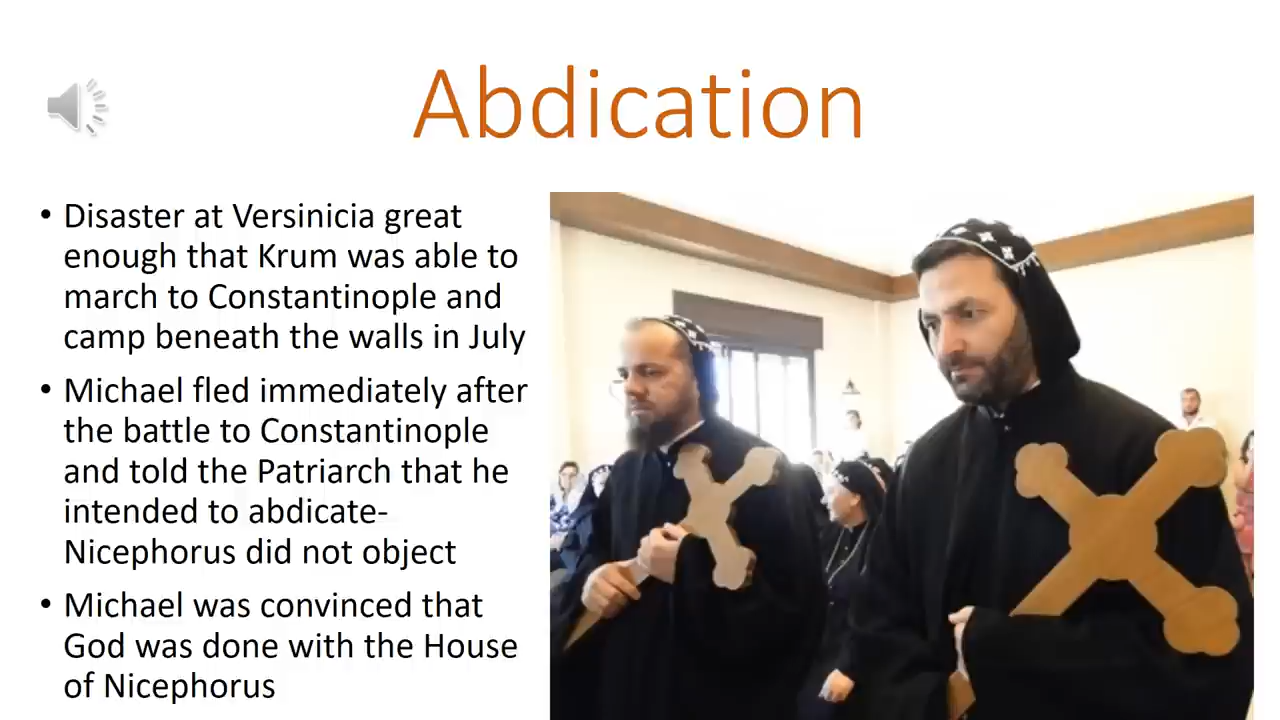 Abdication
• Disaster at Versinicia great
enough that Krum was able to
march to Constantinople and
camp beneath the walls in July
• Michael fled immediately after
the battle to Constantinople
and told the Patriarch that he
intended to abdicate-
Nicephorus did not object
• Michael was convinced that
God was done with the House
of Nicephorus